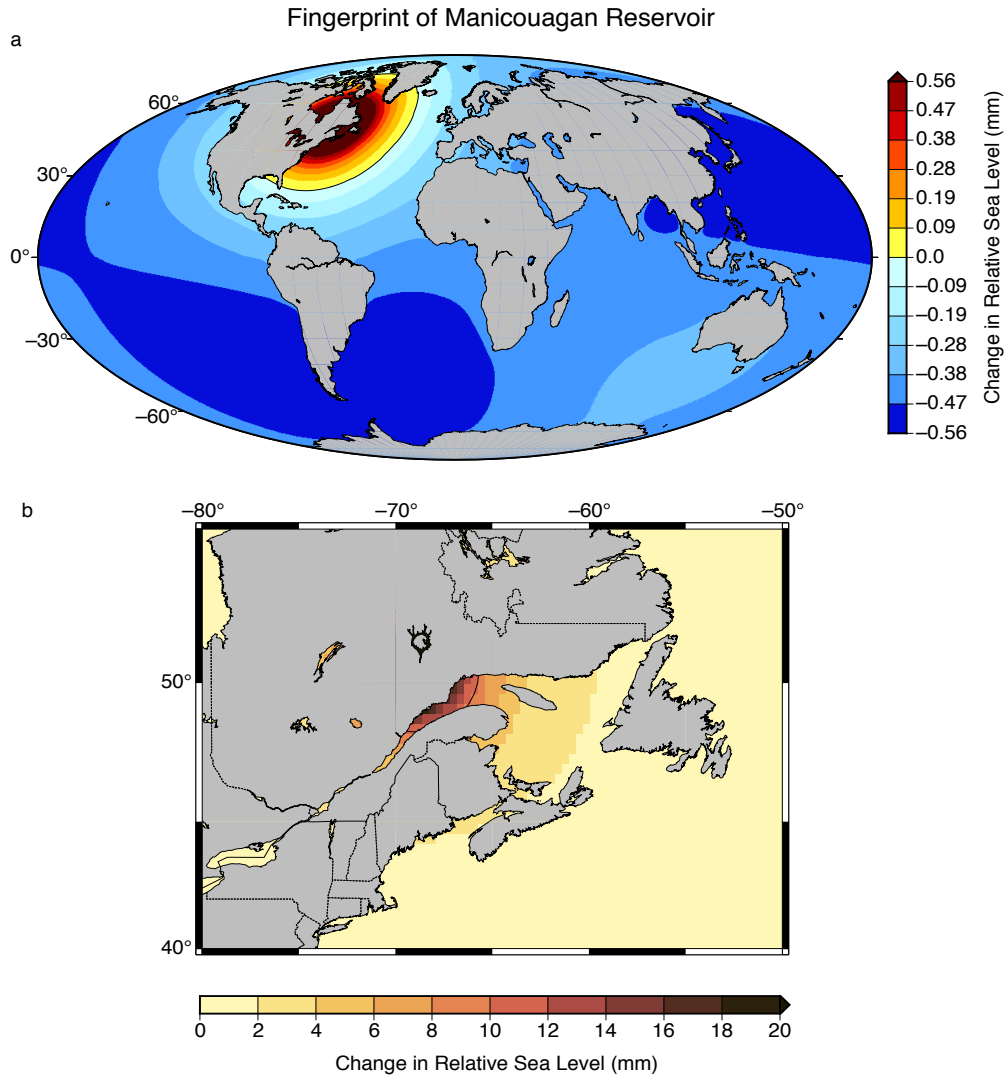 Fingerprint of Manicouagan Reservoir
a
60°
30°
0°
–30°
–60°
0.56
0.47
0.38
0.28
0.19
0.09
0.0
–0.09
–0.19
–0.28
–0.38
–0.47
–0.56
Change in Relative Sea Level (mm)
b
–80° –70° –60° –50°
50°
40°
0 2 4 6 8 10 12 14 16 18 20
Change in Relative Sea Level (mm)